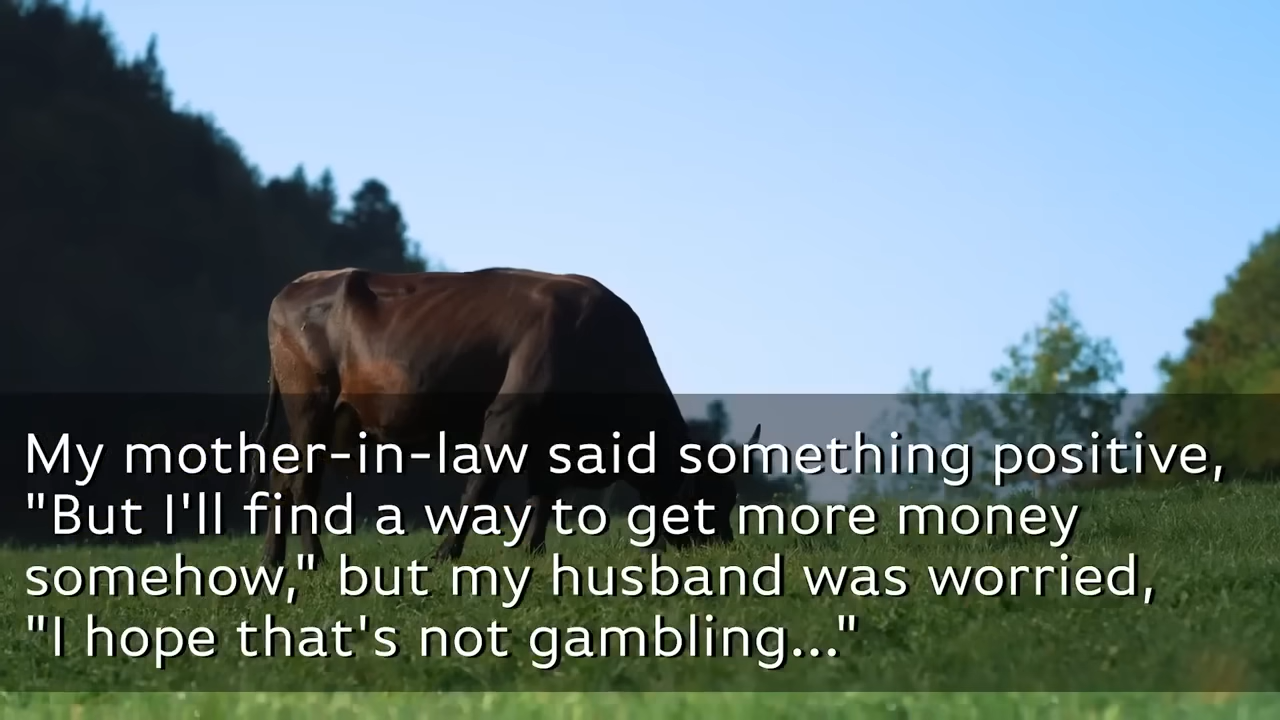 My mother-in-law said something positive,
"But I'll find a way to get more money
somehow," but my husband was worried,
"I hope that's not gambling..."